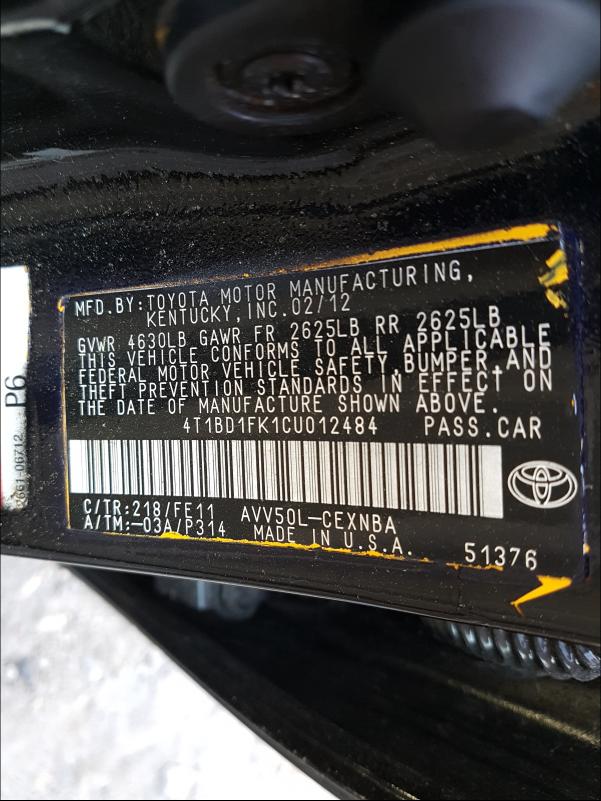 MFD.BY:TOYOTA MOTOR MANUFACTURING,
KENTUCKY,INC.02/12
GVWR 4630LB GAWR FR 2625LB RR 2625LB
THIS VEHICLE CONFORMS TO ALL APPLICABLE
FEDERAL MOTOR VEHICLE SAFETY,BUMPER,AND
THEFT PREVENTION STANDARDS IN EFFECT ON
THE DATE OF MANUFACTURE SHOWN ABOVE.
4T1BD1FK1CU012484 PASS.CAR
C/TR:218/FE11 AVV50L-CEXNBA
A/TM:-03A/P314 MADE IN U.S.A. 51376
P6